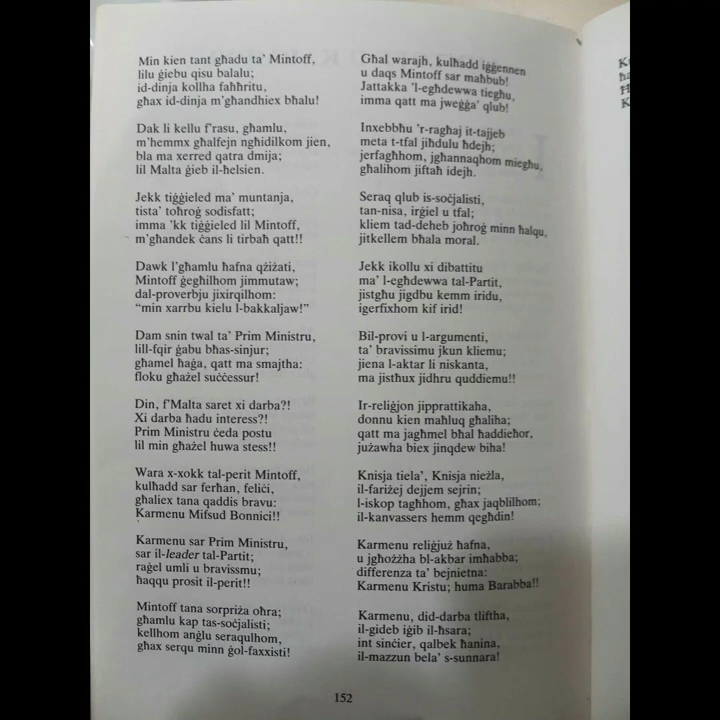 Min kien tant għadu ta' Mintoff,
lilu ġiebu qisu balalu;
id-dinja kollha faħħritu,
għax id-dinja m'għandhiex bħalu!
Dak li kellu f'rasu, għamlu,
m'hemmx għalfejn ngħidilkom jien,
bla ma xerred qatra dmija;
lil Malta ġieb il-ħelsien.
Jekk tiġġieled ma' muntanja,
tista' toħroġ sodisfatt;
imma 'kk tiġġieled lil Mintoff,
m'għandek ċans li tirbaħ qatt!!
Dawk l'għamlu ħafna qżiżati,
Mintoff ġegħilhom jimmutaw;
dal-proverbju jixirqilhom:
"min xarrbu kielu l-bakkaljaw!"
Dam snin twal ta' Prim Ministru,
lill-fqir ġabu bħas-sinjur;
għamel ħaġa, qatt ma smajtha:
floku għażel suċċessur!
Din, f'Malta saret xi darba?!
Xi darba ħadu interess?!
Prim Ministru ċeda postu
lil min għażel huwa stess!!
Wara x-xokk tal-perit Mintoff,
kulħadd sar ferħan, feliċi,
għaliex tana qaddis bravu:
Karmenu Mifsud Bonnici!!
Karmenu sar Prim Ministru,
sar il-leader tal-Partit;
raġel umli u bravissmu;
ħaqqu prosit il-perit!!
Mintoff tana sorpriża oħra;
għamlu kap tas-soċjalisti;
kellhom anġlu seraqulhom,
għax serqu minn ġol-faxxisti!
Għal warajh, kulħadd iġġennen
u daqs Mintoff sar maħbub!
Jattakka 'l-egħdewwa tiegħu,
imma qatt ma jweġġa' qlub!
Inxebbħu 'r-ragħaj it-tajjeb
meta t-tfal jiħdulu ħdejh;
jerfagħhom, jgħannaqhom miegħu,
għalihom jiftaħ idejh.
Seraq qlub is-soċjalisti,
tan-nisa, irġiel u tfal;
kliem tad-deheb joħroġ minn ħalqu,
jitkellem bħala moral.
Jekk ikollu xi dibattitu
ma' l-egħdewwa tal-Partit,
jistgħu jigdbu kemm iridu,
igerfixhom kif irid!
Bil-provi u l-argumenti,
ta' bravissimu jkun kliemu;
jiena l-aktar li niskanta,
ma jistħux jidhru quddiemu!!
Ir-reliġjon jipprattikaha,
donnu kien maħluq għaliha;
qatt ma jagħmel bħal ħaddieħor,
jużawha biex jinqdew biha!
Knisja tiela', Knisja nieżla,
il-fariżej dejjem sejrin;
l-iskop tagħhom, għax jaqblilhom;
il-kanvassers hemm qegħdin!
Karmenu reliġjuż ħafna,
u jgħożżha bl-akbar imħabba;
differenza ta' bejnietna:
Karmenu Kristu; huma Barabba!!
Karmenu, did-darba tliftha,
il-gideb iġib il-ħsara;
int sinċier, qalbek ħanina,
il-mazzun bela' s-sunnara!
152